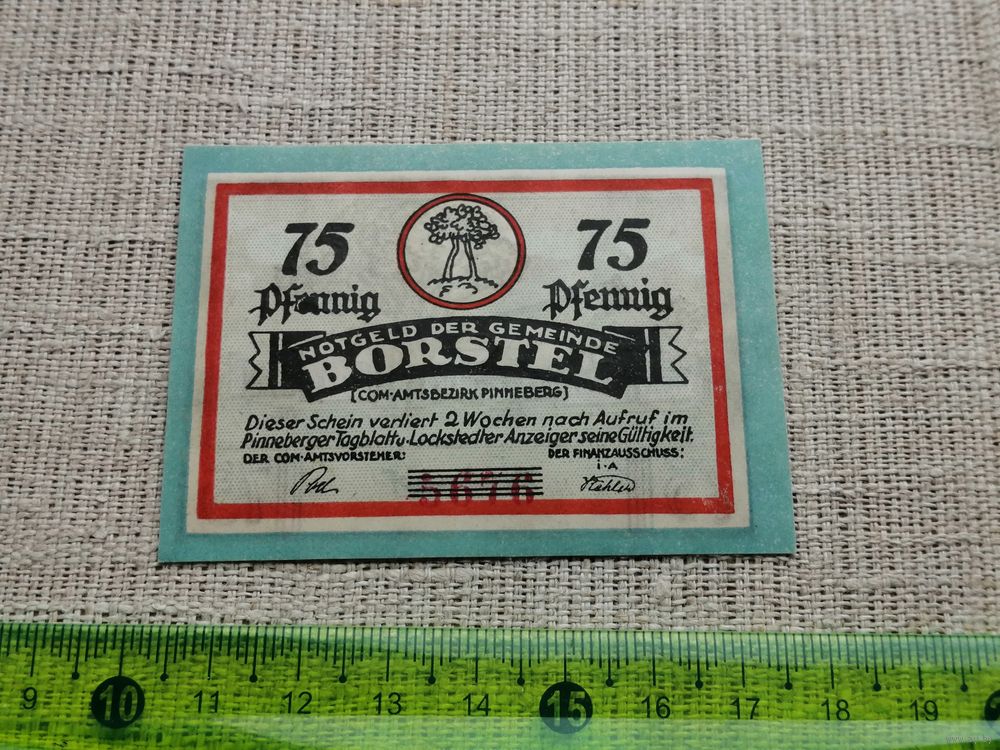 75 75
Pfennig Pfennig
NOTGELD DER GEMEINDE
BORSTEL
[COM·AMTSBEZIRK PINNEBERG]
Dieser Schein verliert 2 Wochen nach Aufruf im
Pinneberger Tagblatt u. Lockstedter Anzeiger seine Gültigkeit.
DER COM·AMTSVORSTEHER: DER FINANZAUSSCHUSS:
i·A
5676
9 10 11 12 13 14 15 16 17 18 19